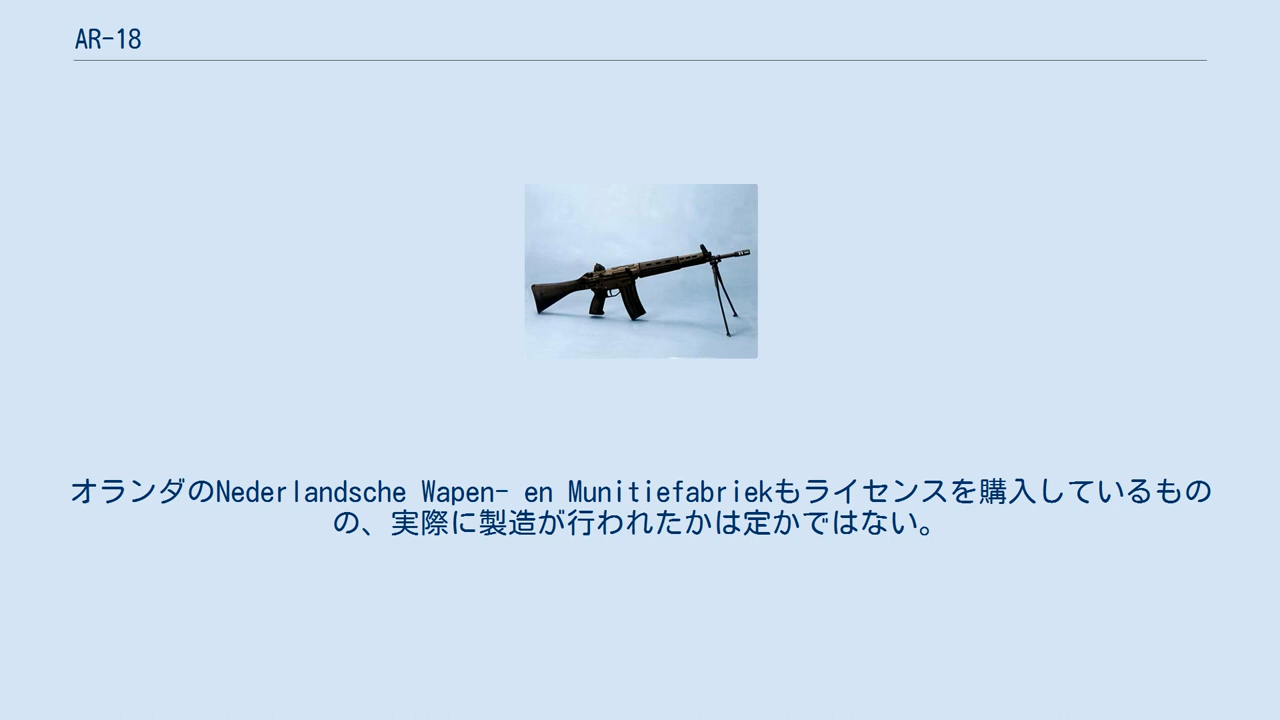 AR-18
オランダのNederlandsche Wapen- en Munitiefabriekもライセンスを購入しているもの
の、実際に製造が行われたかは定かではない。